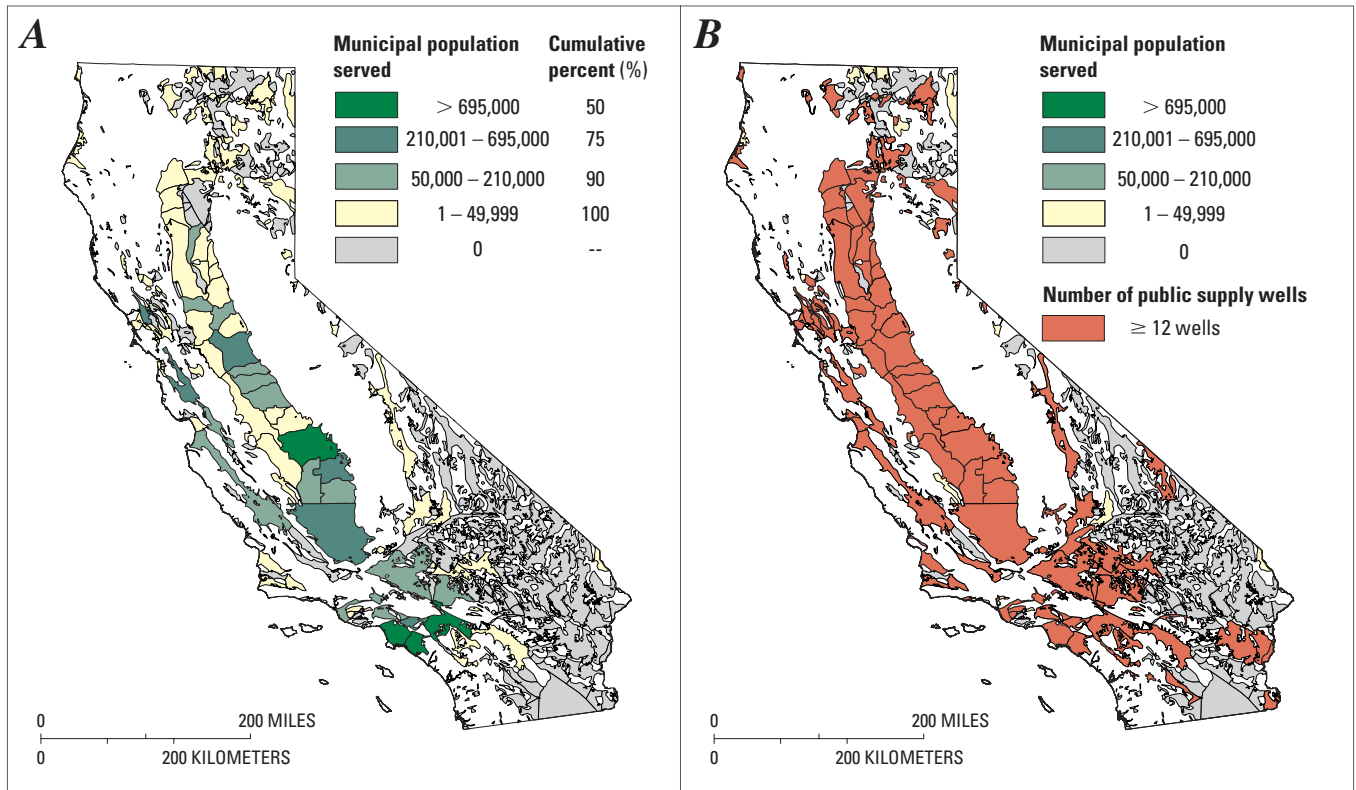 A
Municipal population served
Cumulative percent (%)
> 695,000 50
210,001 – 695,000 75
50,000 – 210,000 90
1 – 49,999 100
0 --
0 200 MILES
0 200 KILOMETERS
B
Municipal population served
> 695,000
210,001 – 695,000
50,000 – 210,000
1 – 49,999
0
Number of public supply wells
≥ 12 wells
0 200 MILES
0 200 KILOMETERS